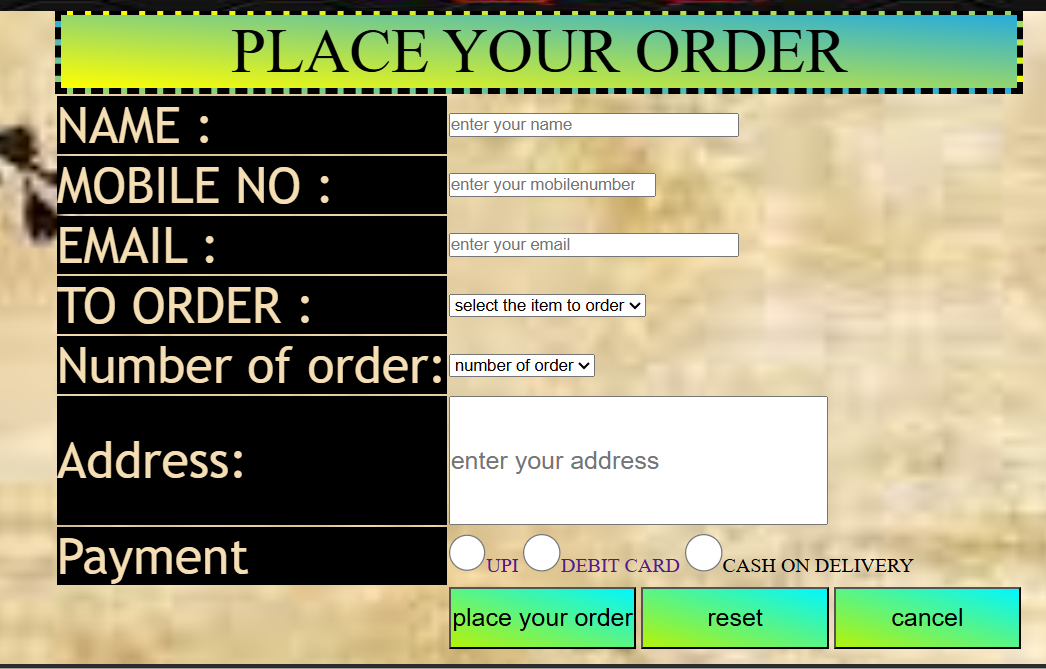 PLACE YOUR ORDER
NAME : enter your name
MOBILE NO : enter your mobilenumber
EMAIL : enter your email
TO ORDER : select the item to order
Number of order: number of order
Address: enter your address
Payment UPI DEBIT CARD CASH ON DELIVERY
place your order reset cancel